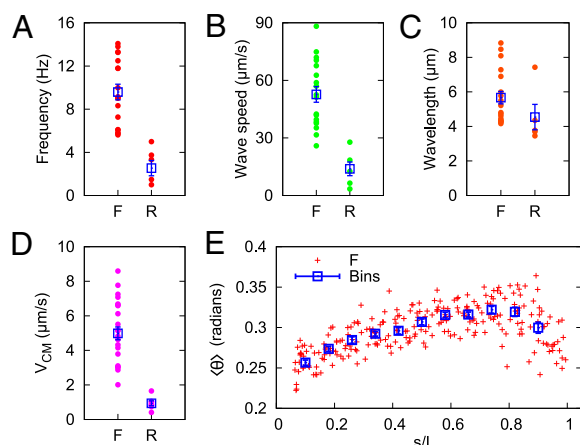 A
Frequency (Hz)
16
12
8
4
0
F R
B
Wave speed (μm/s)
90
60
30
0
F R
C
Wavelength (μm)
10
8
6
4
2
0
F R
D
V_CM (μm/s)
10
8
6
4
2
0
F R
E
F
Bins
⟨θ⟩ (radians)
0.4
0.35
0.3
0.25
0.2
0.2 0.4 0.6 0.8 1
s/L